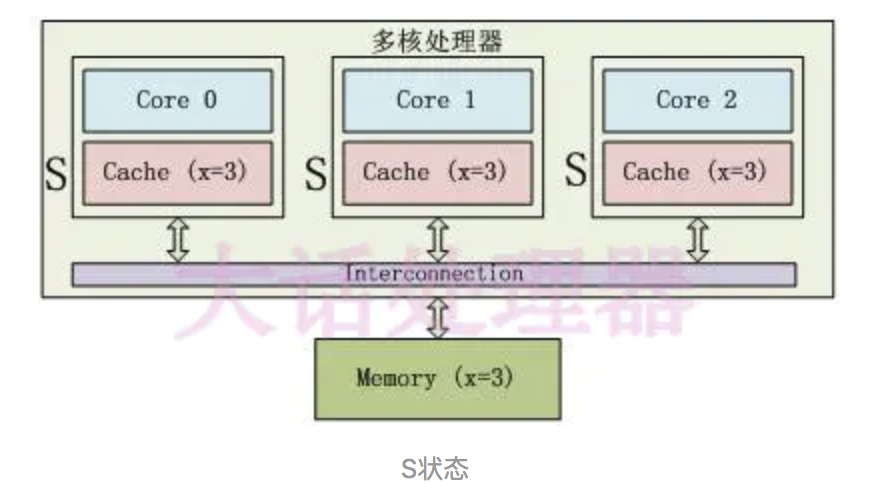 多核处理器
Core 0
Core 1
Core 2
S
Cache (x=3)
S
Cache (x=3)
S
Cache (x=3)
大话处理器
Interconnection
Memory (x=3)
S状态